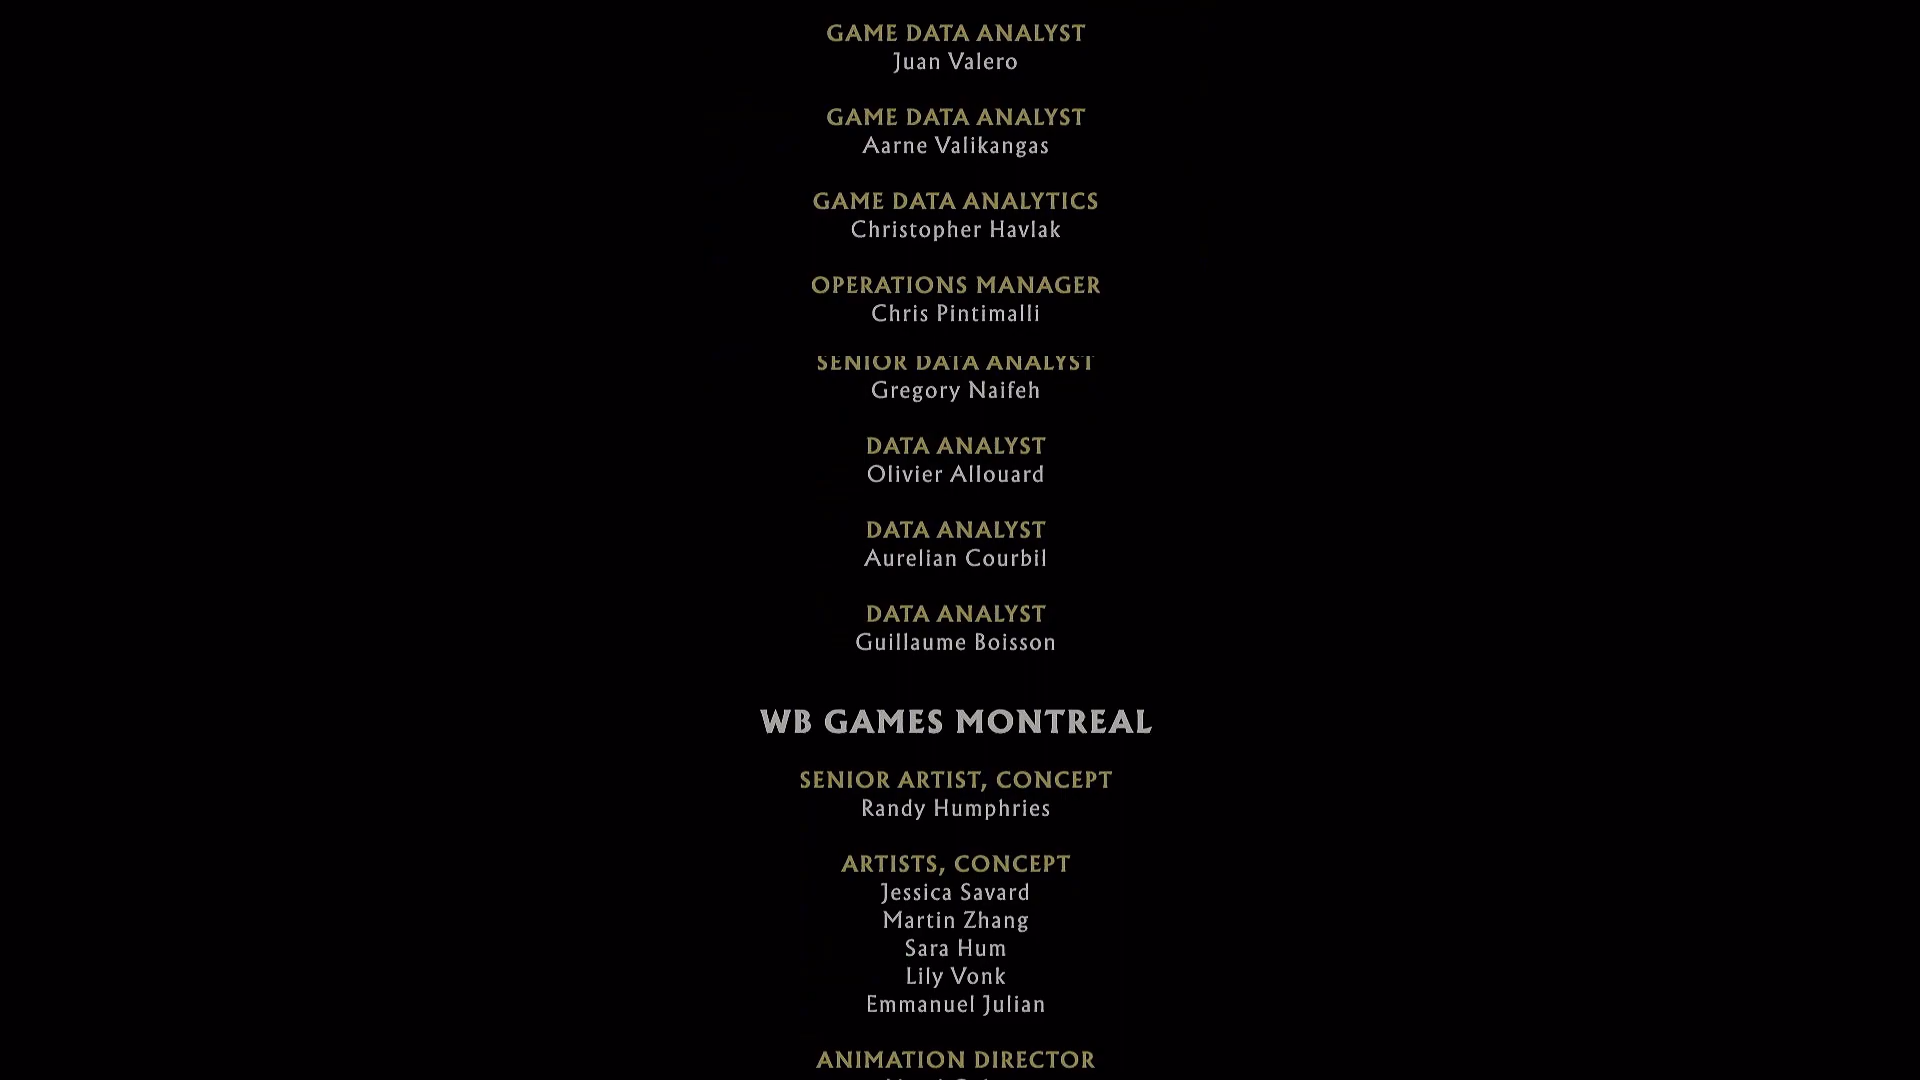 GAME DATA ANALYST
Juan Valero
GAME DATA ANALYST
Aarne Valikangas
GAME DATA ANALYTICS
Christopher Havlak
OPERATIONS MANAGER
Chris Pintimalli
SENIOR DATA ANALYST
Gregory Naifeh
DATA ANALYST
Olivier Allouard
DATA ANALYST
Aurelian Courbil
DATA ANALYST
Guillaume Boisson
WB GAMES MONTREAL
SENIOR ARTIST, CONCEPT
Randy Humphries
ARTISTS, CONCEPT
Jessica Savard
Martin Zhang
Sara Hum
Lily Vonk
Emmanuel Julian
ANIMATION DIRECTOR